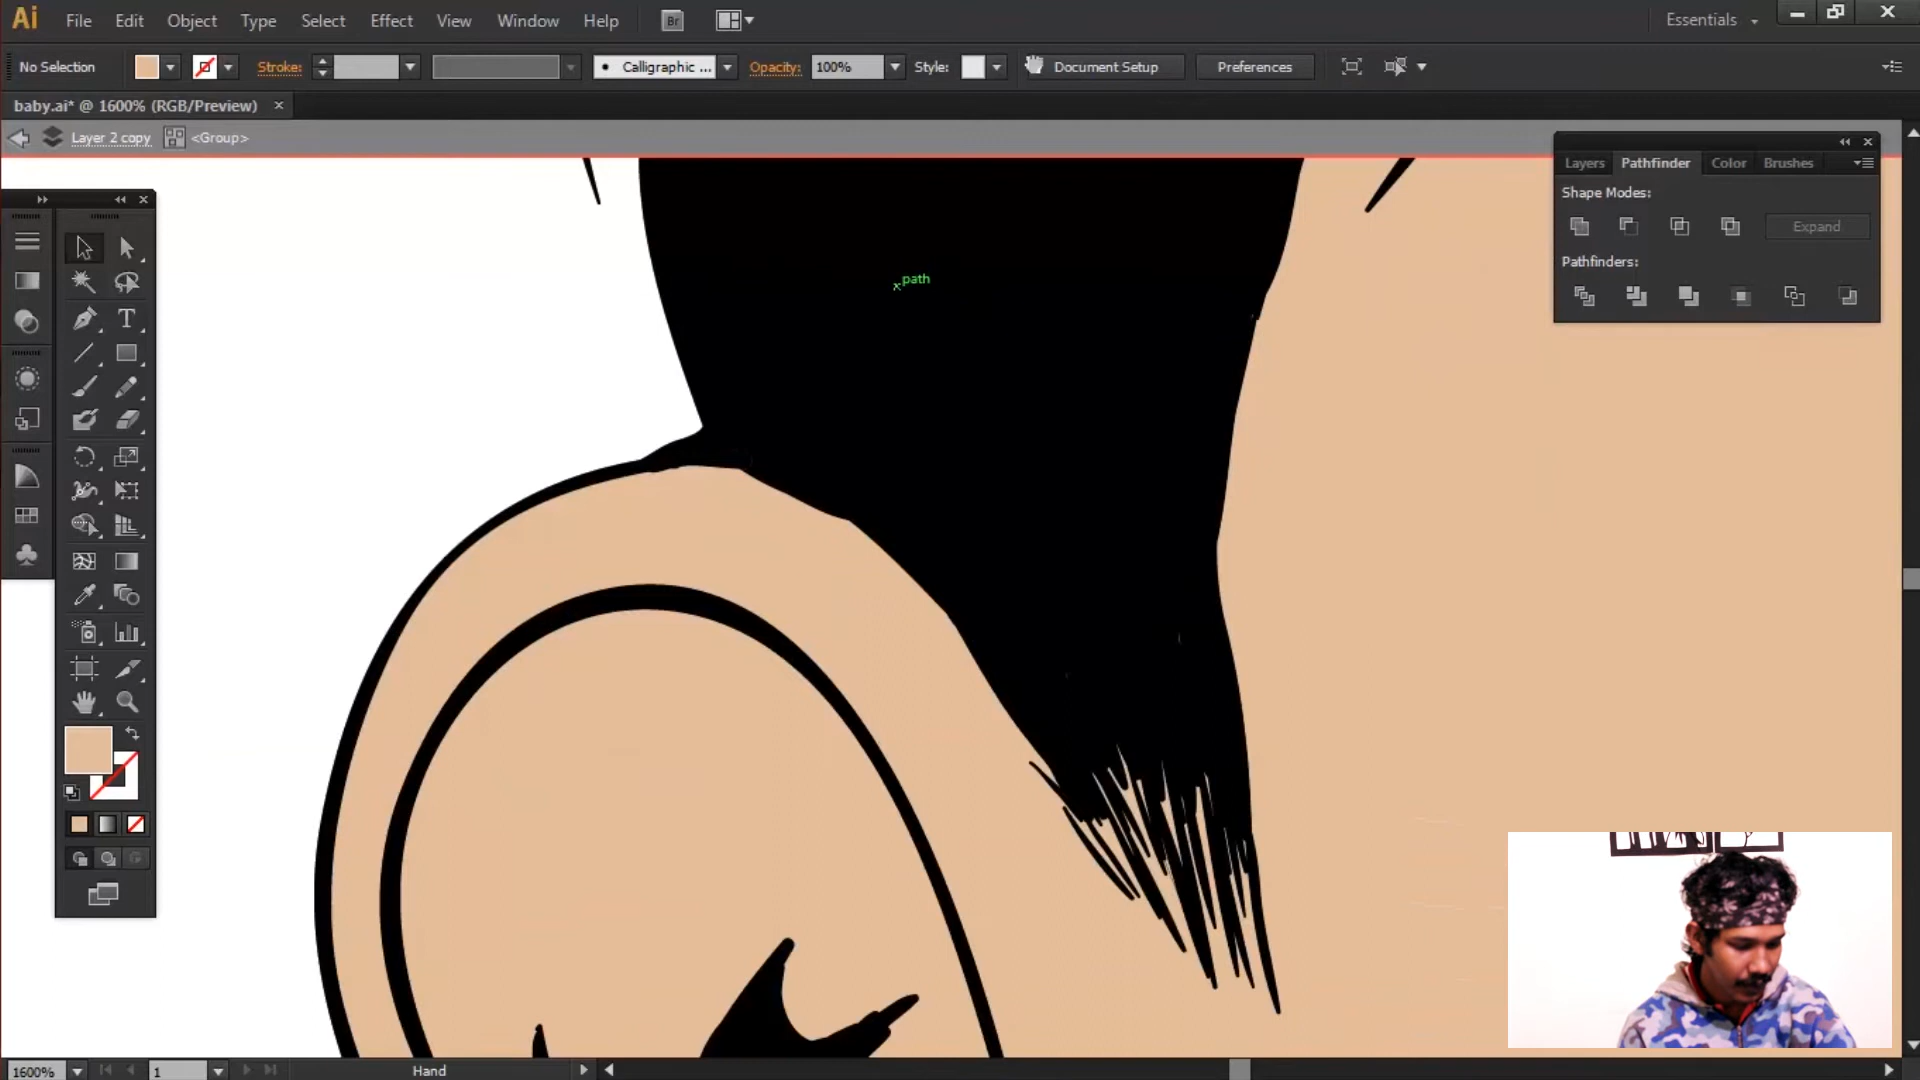 Ai File Edit Object Type Select Effect View Window Help Br Essentials
No Selection Stroke: Calligraphic ... Opacity: 100% Style: Document Setup Preferences
baby.ai* @ 1600% (RGB/Preview)
Layer 2 copy <Group>
Layers Pathfinder Color Brushes
Shape Modes:
Expand
Pathfinders:
path
T
1600% 1 Hand